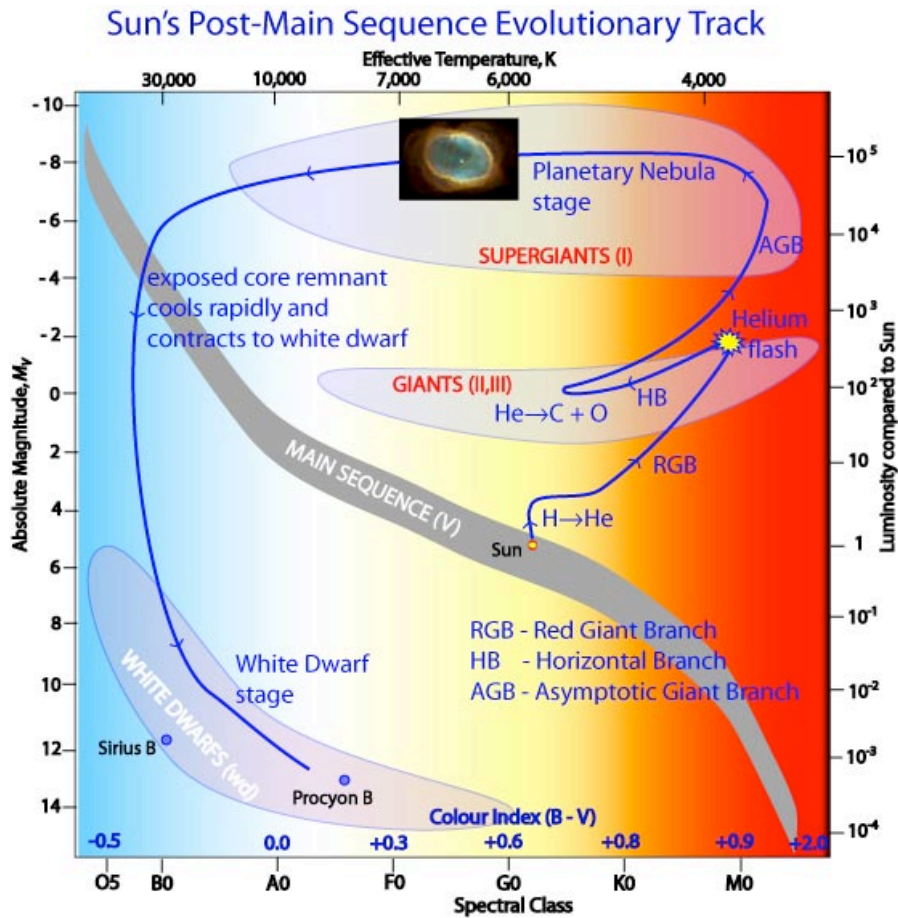 Sun's Post-Main Sequence Evolutionary Track
Effective Temperature, K
30,000 10,000 7,000 6,000 4,000
Absolute Magnitude, Mᵥ
-10
-8
-6
-4
-2
0
2
4
6
8
10
12
14
Luminosity compared to Sun
10⁵
10⁴
10³
10²
10
1
10⁻¹
10⁻²
10⁻³
10⁻⁴
Planetary Nebula
stage
SUPERGIANTS (I)
AGB
exposed core remnant
cools rapidly and
contracts to white dwarf
Helium
flash
GIANTS (II,III)
HB
He→C + O
RGB
MAIN SEQUENCE (V)
H→He
Sun
RGB - Red Giant Branch
HB - Horizontal Branch
AGB - Asymptotic Giant Branch
White Dwarf
stage
WHITE DWARFS (wd)
Sirius B
Procyon B
Colour Index (B - V)
-0.5 0.0 +0.3 +0.6 +0.8 +0.9 +2.0
O5 B0 A0 F0 G0 K0 M0
Spectral Class